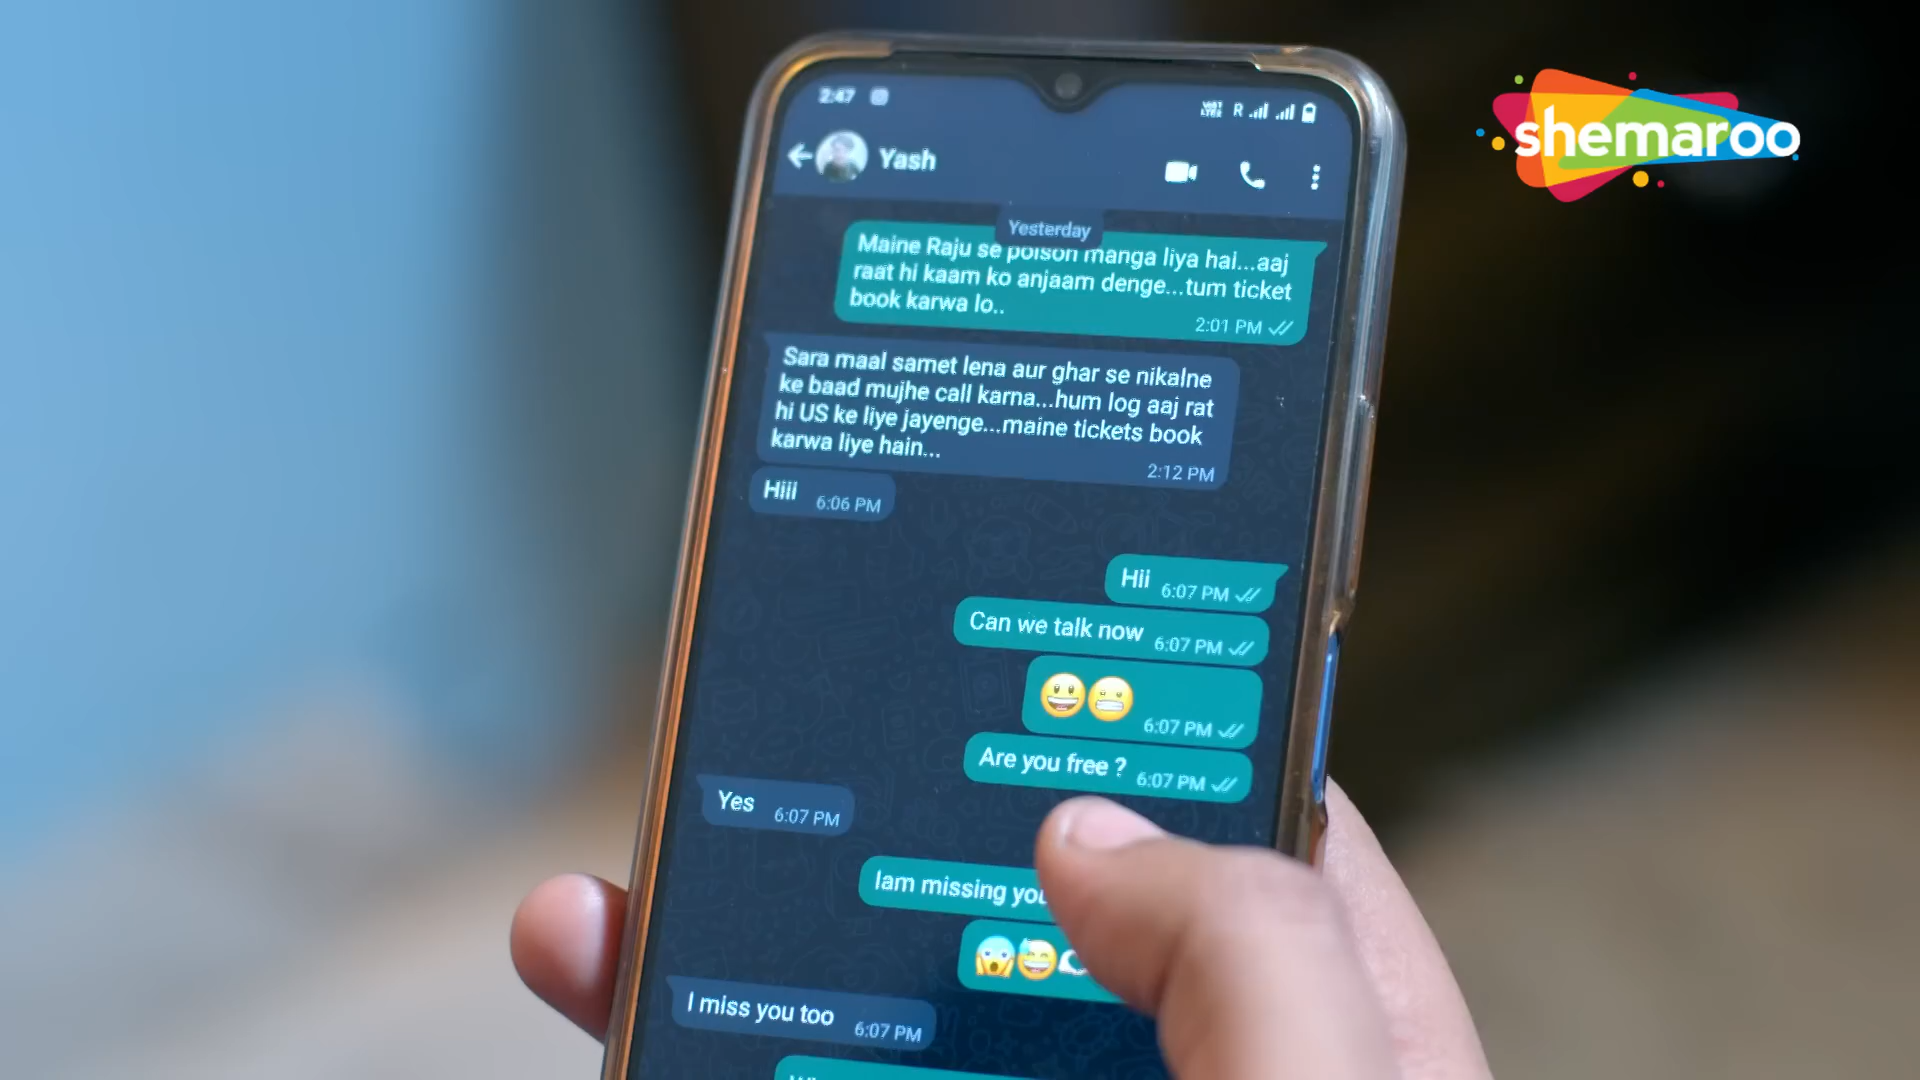 shemaroo
2:47
R
Yash
Yesterday
Maine Raju se poison manga liya hai...aaj
raat hi kaam ko anjaam denge...tum ticket
book karwa lo..
2:01 PM
Sara maal samet lena aur ghar se nikalne
ke baad mujhe call karna...hum log aaj rat
hi US ke liye jayenge...maine tickets book
karwa liye hain...
2:12 PM
Hiii 6:06 PM
Hii 6:07 PM
Can we talk now 6:07 PM
😃😁 6:07 PM
Are you free ? 6:07 PM
Yes 6:07 PM
Iam missing you
😱😅
I miss you too 6:07 PM